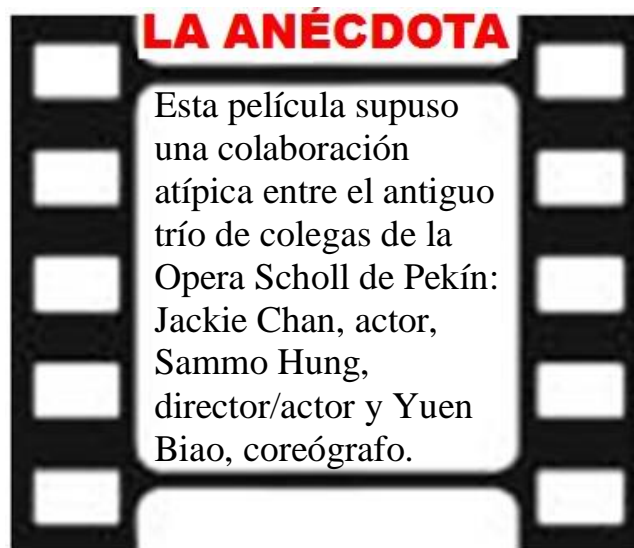 LA ANÉCDOTA
Esta película supuso
una colaboración
atípica entre el antiguo
trío de colegas de la
Opera Scholl de Pekín:
Jackie Chan, actor,
Sammo Hung,
director/actor y Yuen
Biao, coreógrafo.